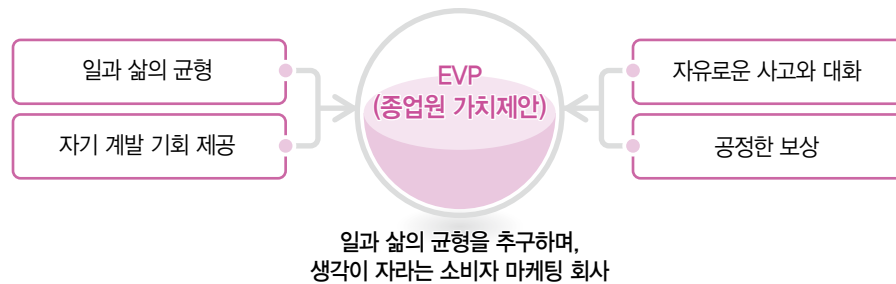 일과 삶의 균형
자기 계발 기회 제공
EVP
(종업원 가치제안)
자유로운 사고와 대화
공정한 보상
일과 삶의 균형을 추구하며,
생각이 자라는 소비자 마케팅 회사